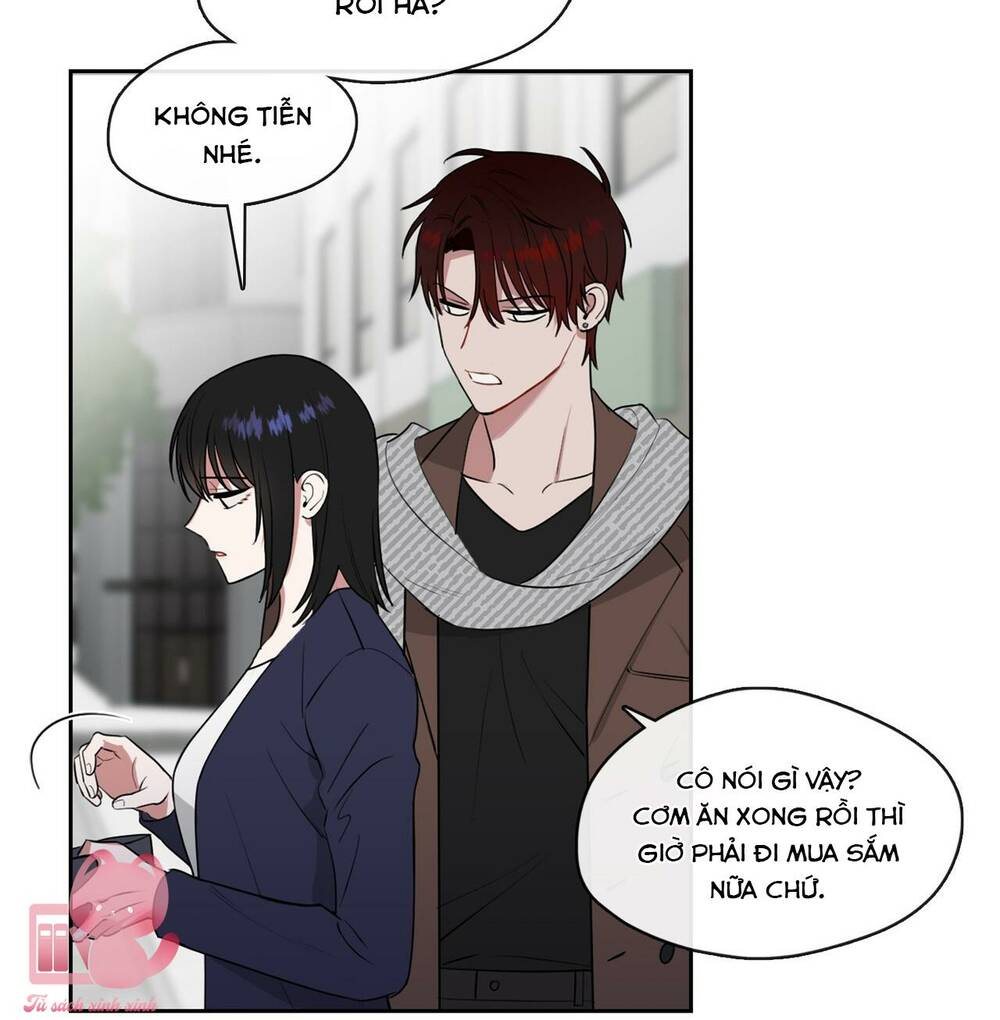 RỒI HẢ?
KHÔNG TIỄN
NHÉ.
CÔ NÓI GÌ VẬY?
CƠM ĂN XONG RỒI THÌ
GIỜ PHẢI ĐI MUA SẮM
NỮA CHỨ.
Tủ sách xinh xinh